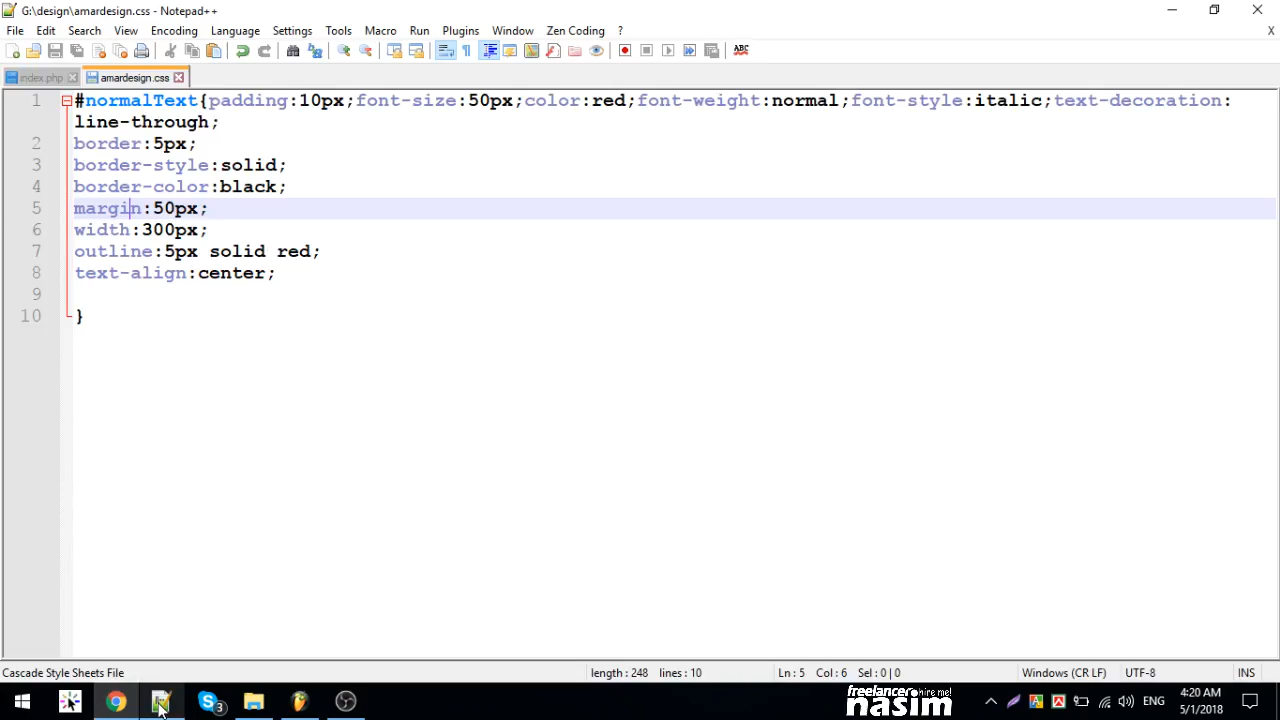 G:\design\amardesign.css - Notepad++
File Edit Search View Encoding Language Settings Tools Macro Run Plugins Window Zen Coding ? X
index.php amardesign.css
1 #normalText{padding:10px;font-size:50px;color:red;font-weight:normal;font-style:italic;text-decoration:
line-through;
2 border:5px;
3 border-style:solid;
4 border-color:black;
5 margin:50px;
6 width:300px;
7 outline:5px solid red;
8 text-align:center;
9
10 }
Cascade Style Sheets File length : 248 lines : 10 Ln : 5 Col : 6 Sel : 0 | 0 Windows (CR LF) UTF-8 INS
freelancer hire me!
nasim
3 ENG 4:20 AM
5/1/2018